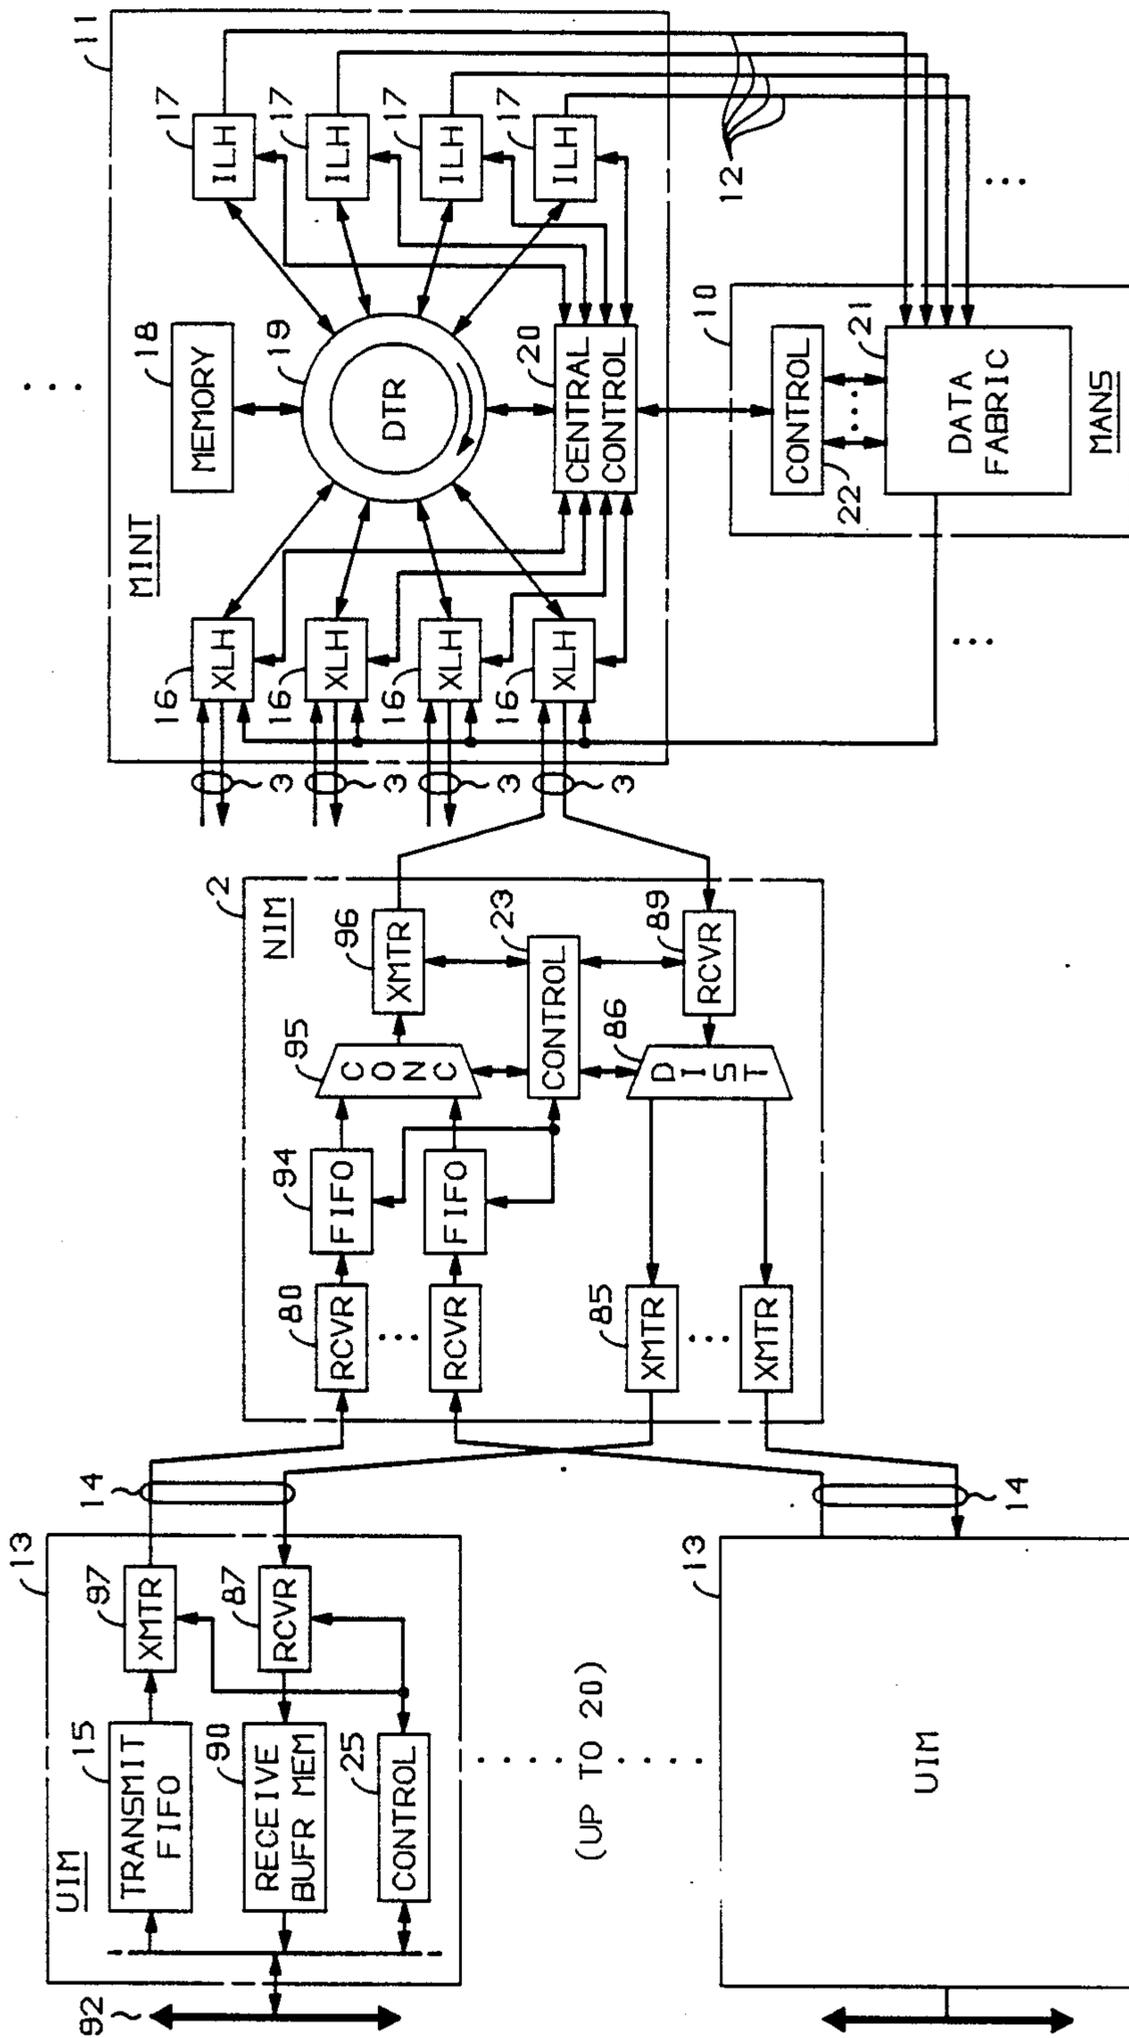 UIM
13
92
TRANSMIT
FIFO
15
XMTR
97
RECEIVE
BUFR MEM
90
RCVR
87
CONTROL
25
14
(UP TO 20)
13
UIM
14
NIM
2
RCVR
80
FIFO
94
RCVR
FIFO
CONC
95
XMTR
96
CONTROL
23
XMTR
85
XMTR
DIST
86
RCVR
89
MINT
11
3
3
3
3
XLH
16
XLH
16
XLH
16
XLH
16
MEMORY
18
DTR
19
CENTRAL
CONTROL
20
ILH
17
ILH
17
ILH
17
ILH
17
12
10
CONTROL
22
DATA
FABRIC
21
MANS